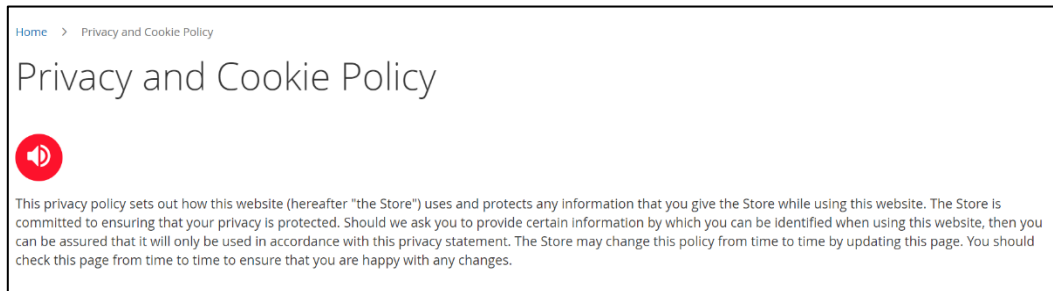 Home > Privacy and Cookie Policy
Privacy and Cookie Policy
This privacy policy sets out how this website (hereafter "the Store") uses and protects any information that you give the Store while using this website. The Store is
committed to ensuring that your privacy is protected. Should we ask you to provide certain information by which you can be identified when using this website, then you
can be assured that it will only be used in accordance with this privacy statement. The Store may change this policy from time to time by updating this page. You should
check this page from time to time to ensure that you are happy with any changes.